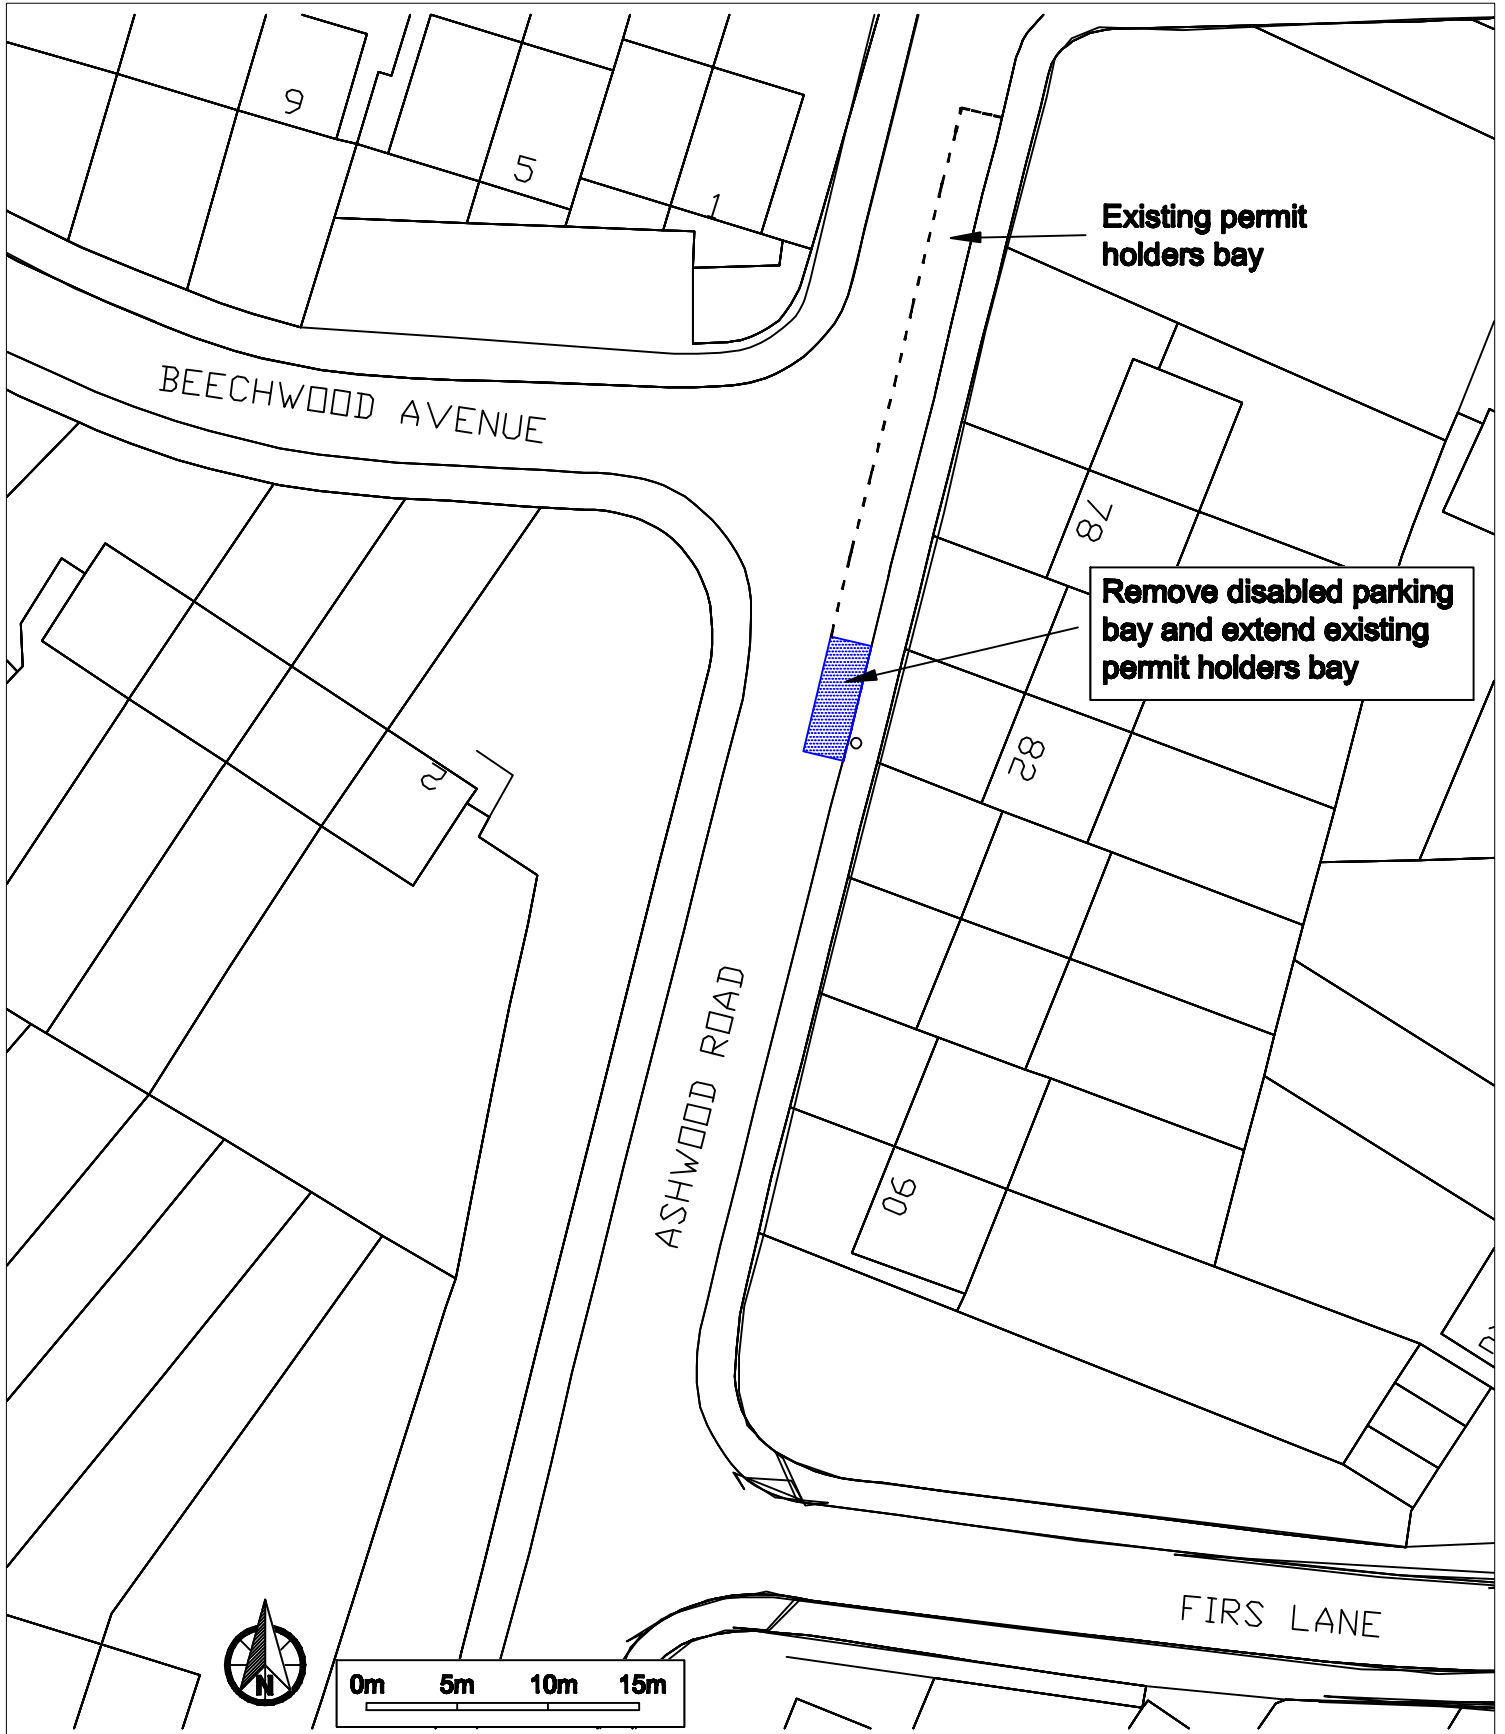 9
5
1
Existing permit
holders bay
BEECHWOOD AVENUE
78
Remove disabled parking
bay and extend existing
permit holders bay
82
2
ASHWOOD ROAD
90
FIRS LANE
N
0m 5m 10m 15m